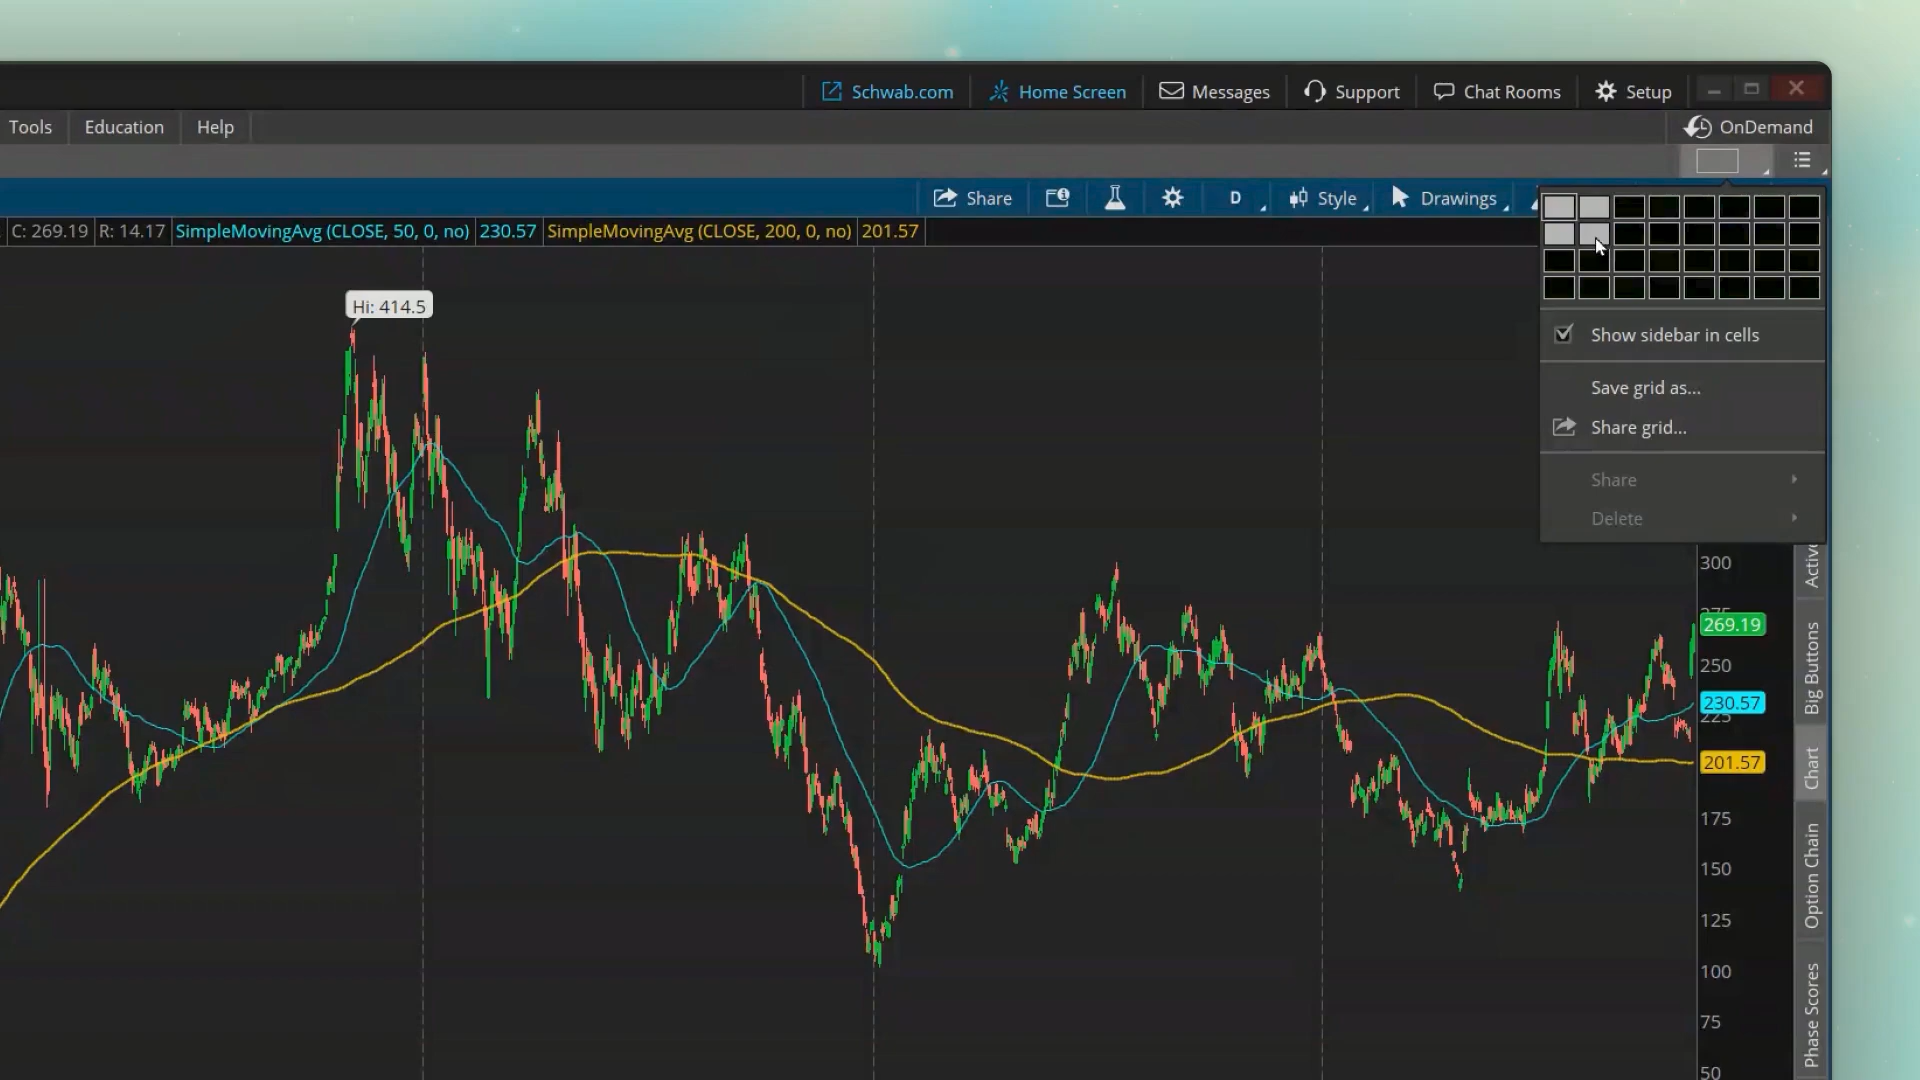 Schwab.com Home Screen Messages Support Chat Rooms Setup
Tools Education Help OnDemand
Share D Style Drawings
C: 269.19 R: 14.17 SimpleMovingAvg (CLOSE, 50, 0, no) 230.57 SimpleMovingAvg (CLOSE, 200, 0, no) 201.57
Hi: 414.5
Show sidebar in cells
Save grid as...
Share grid...
Share
Delete
300
269.19
250
230.57
225
201.57
175
150
125
100
75
50
Big Buttons
Chart
Option Chain
Phase Scores